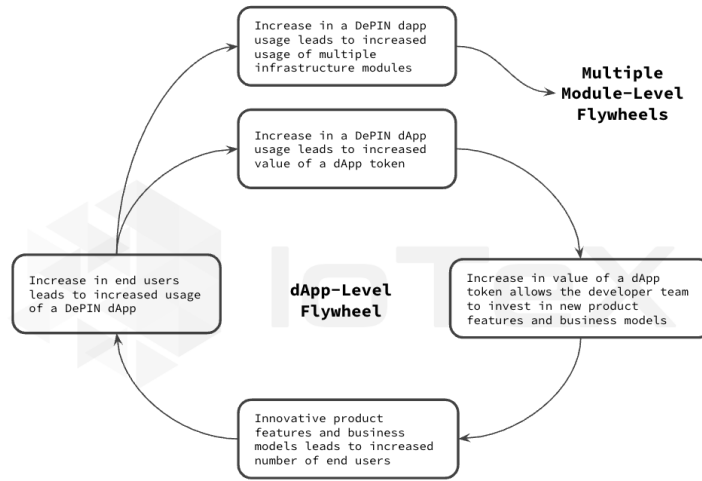 Increase in a DePIN dapp
usage leads to increased
usage of multiple
infrastructure modules
Multiple
Module-Level
Flywheels
Increase in a DePIN dApp
usage leads to increased
value of a dApp token
Increase in end users
leads to increased usage
of a DePIN dApp
dApp-Level
Flywheel
Increase in value of a dApp
token allows the developer team
to invest in new product
features and business models
Innovative product
features and business
models leads to increased
number of end users
IoTeX